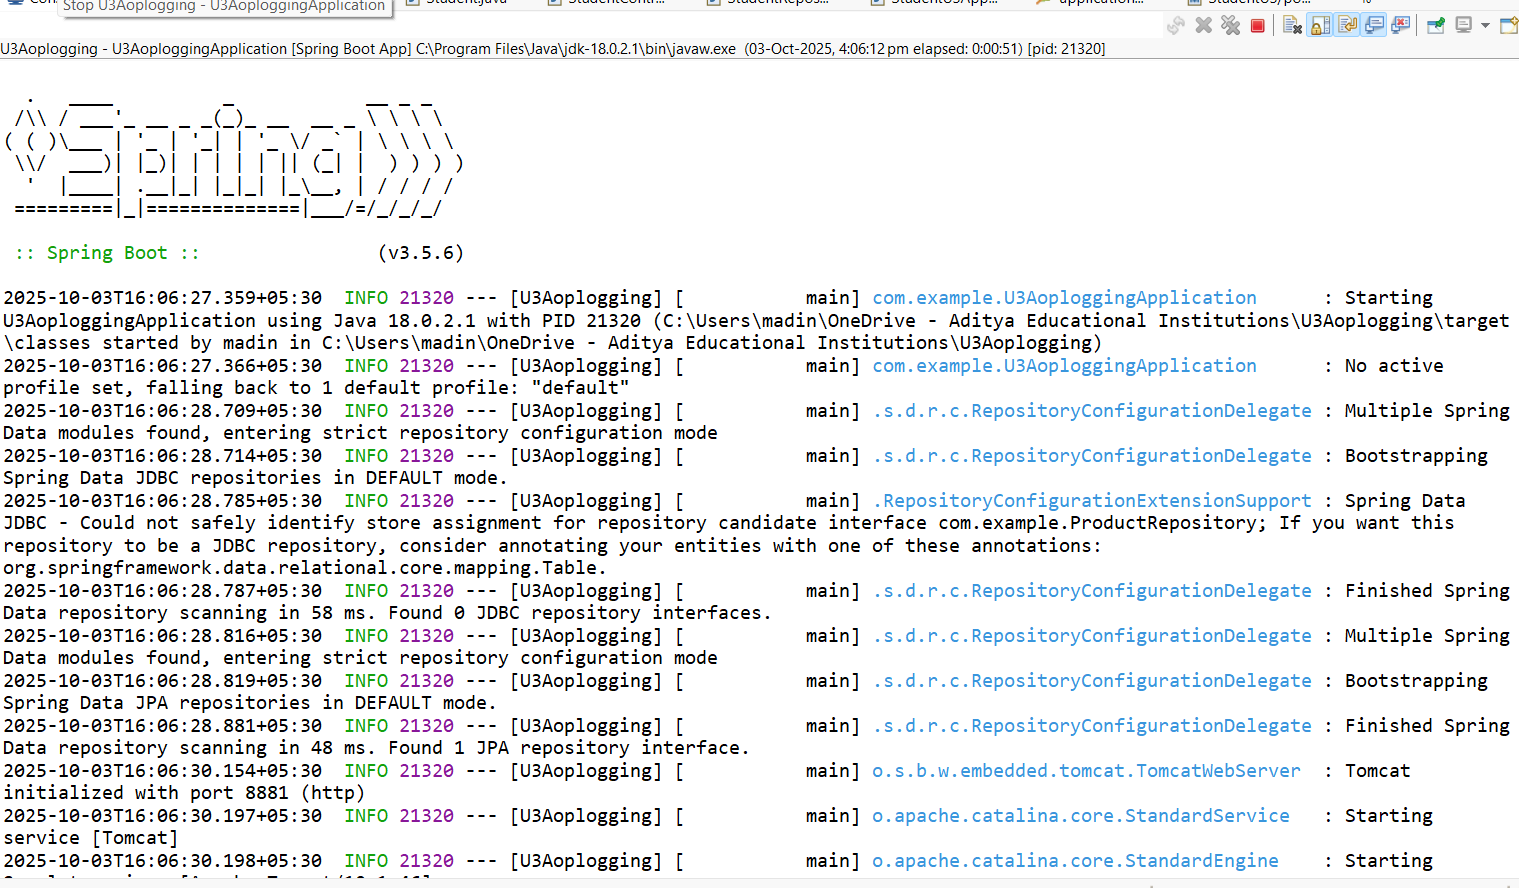 Stop U3Aoplogging - U3AoploggingApplication
U3Aoplogging - U3AoploggingApplication [Spring Boot App] C:\Program Files\Java\jdk-18.0.2.1\bin\javaw.exe (03-Oct-2025, 4:06:12 pm elapsed: 0:00:51) [pid: 21320]
  .   ____          _            __ _ _
 /\\ / ___'_ __ _ _(_)_ __  __ _ \ \ \ \
( ( )\___ | '_ | '_| | '_ \/ _` | \ \ \ \
 \\/  ___)| |_)| | | | | || (_| |  ) ) ) )
  '  |____| .__|_| |_|_| |_\__, | / / / /
 =========|_|==============|___/=/_/_/_/
:: Spring Boot :: (v3.5.6)
2025-10-03T16:06:27.359+05:30 INFO 21320 --- [U3Aoplogging] [ main] com.example.U3AoploggingApplication : Starting
U3AoploggingApplication using Java 18.0.2.1 with PID 21320 (C:\Users\madin\OneDrive - Aditya Educational Institutions\U3Aoplogging\target
\classes started by madin in C:\Users\madin\OneDrive - Aditya Educational Institutions\U3Aoplogging)
2025-10-03T16:06:27.366+05:30 INFO 21320 --- [U3Aoplogging] [ main] com.example.U3AoploggingApplication : No active
profile set, falling back to 1 default profile: "default"
2025-10-03T16:06:28.709+05:30 INFO 21320 --- [U3Aoplogging] [ main] .s.d.r.c.RepositoryConfigurationDelegate : Multiple Spring
Data modules found, entering strict repository configuration mode
2025-10-03T16:06:28.714+05:30 INFO 21320 --- [U3Aoplogging] [ main] .s.d.r.c.RepositoryConfigurationDelegate : Bootstrapping
Spring Data JDBC repositories in DEFAULT mode.
2025-10-03T16:06:28.785+05:30 INFO 21320 --- [U3Aoplogging] [ main] .RepositoryConfigurationExtensionSupport : Spring Data
JDBC - Could not safely identify store assignment for repository candidate interface com.example.ProductRepository; If you want this
repository to be a JDBC repository, consider annotating your entities with one of these annotations:
org.springframework.data.relational.core.mapping.Table.
2025-10-03T16:06:28.787+05:30 INFO 21320 --- [U3Aoplogging] [ main] .s.d.r.c.RepositoryConfigurationDelegate : Finished Spring
Data repository scanning in 58 ms. Found 0 JDBC repository interfaces.
2025-10-03T16:06:28.816+05:30 INFO 21320 --- [U3Aoplogging] [ main] .s.d.r.c.RepositoryConfigurationDelegate : Multiple Spring
Data modules found, entering strict repository configuration mode
2025-10-03T16:06:28.819+05:30 INFO 21320 --- [U3Aoplogging] [ main] .s.d.r.c.RepositoryConfigurationDelegate : Bootstrapping
Spring Data JPA repositories in DEFAULT mode.
2025-10-03T16:06:28.881+05:30 INFO 21320 --- [U3Aoplogging] [ main] .s.d.r.c.RepositoryConfigurationDelegate : Finished Spring
Data repository scanning in 48 ms. Found 1 JPA repository interface.
2025-10-03T16:06:30.154+05:30 INFO 21320 --- [U3Aoplogging] [ main] o.s.b.w.embedded.tomcat.TomcatWebServer : Tomcat
initialized with port 8881 (http)
2025-10-03T16:06:30.197+05:30 INFO 21320 --- [U3Aoplogging] [ main] o.apache.catalina.core.StandardService : Starting
service [Tomcat]
2025-10-03T16:06:30.198+05:30 INFO 21320 --- [U3Aoplogging] [ main] o.apache.catalina.core.StandardEngine : Starting